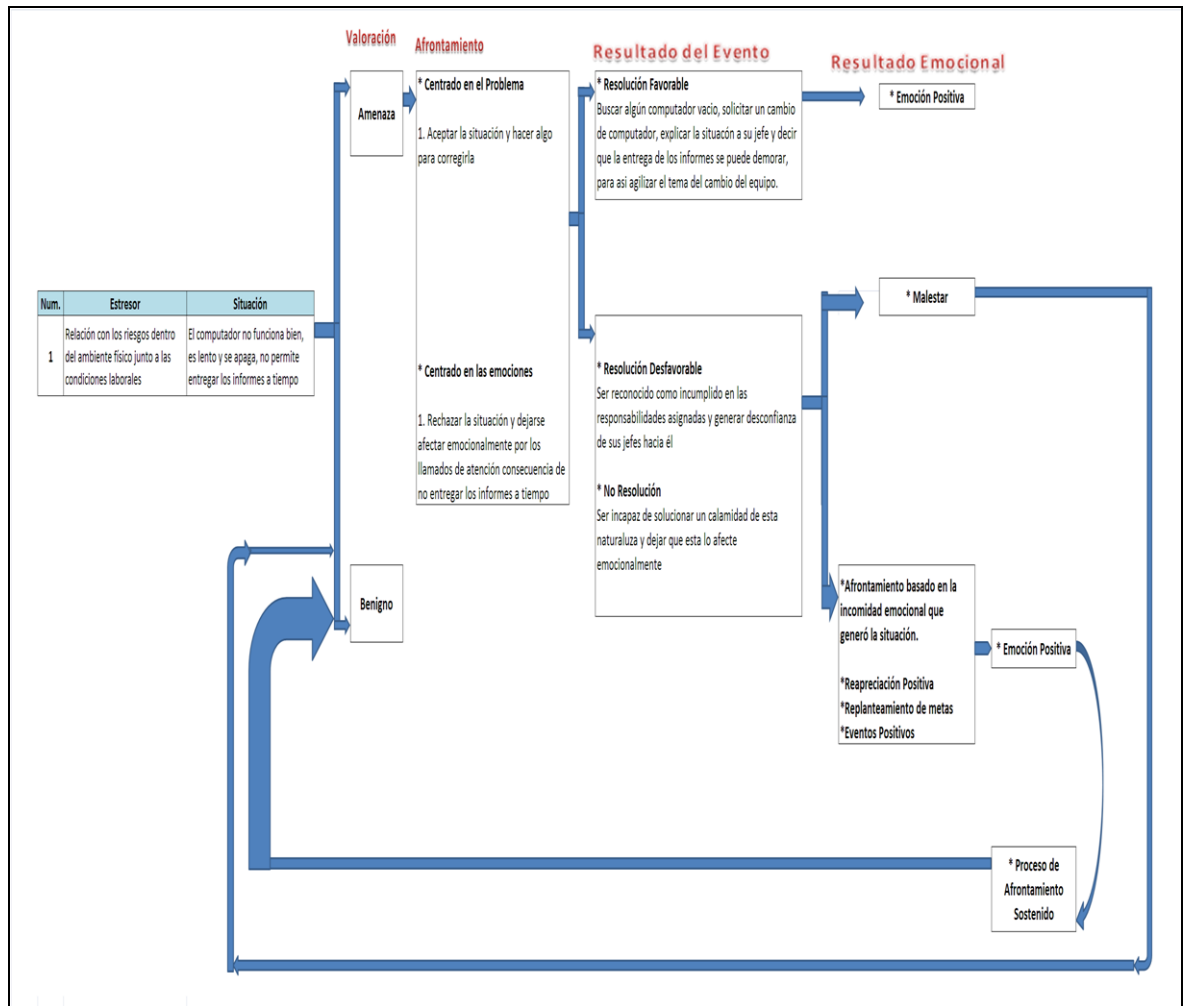 Valoración
Afrontamiento
Resultado del Evento
Resultado Emocional
Amenaza
* Centrado en el Problema
1. Aceptar la situación y hacer algo
para corregirla
* Centrado en las emociones
1. Rechazar la situación y dejarse
afectar emocionalmente por los
llamados de atención consecuencia de
no entregar los informes a tiempo
* Resolución Favorable
Buscar algún computador vacio, solicitar un cambio
de computador, explicar la situacón a su jefe y decir
que la entrega de los informes se puede demorar,
para asi agilizar el tema del cambio del equipo.
* Emoción Positiva
Num.
Estresor
Situación
1
Relación con los riesgos dentro
del ambiente físico junto a las
condiciones laborales
El computador no funciona bien,
es lento y se apaga, no permite
entregar los informes a tiempo
* Malestar
* Resolución Desfavorable
Ser reconocido como incumplido en las
responsabilidades asignadas y generar desconfianza
de sus jefes hacia él
* No Resolución
Ser incapaz de solucionar un calamidad de esta
naturaluza y dejar que esta lo afecte
emocionalmente
Benigno
*Afrontamiento basado en la
incomidad emocional que
generó la situación.
*Reapreciación Positiva
*Replanteamiento de metas
*Eventos Positivos
* Emoción Positiva
* Proceso de
Afrontamiento
Sostenido